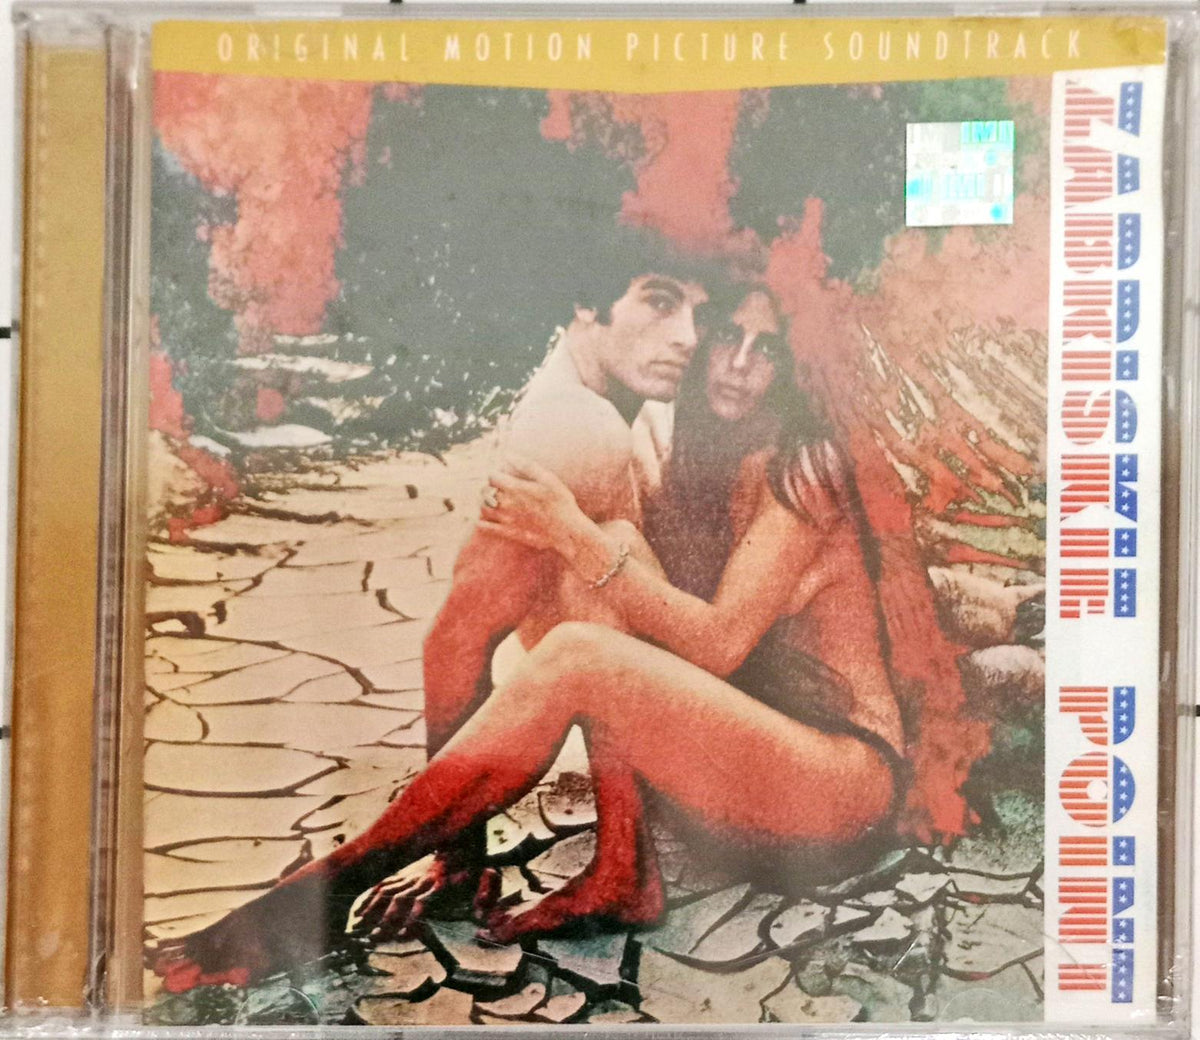 ORIGINAL MOTION PICTURE SOUNDTRACK
ZABRISKIE POINT